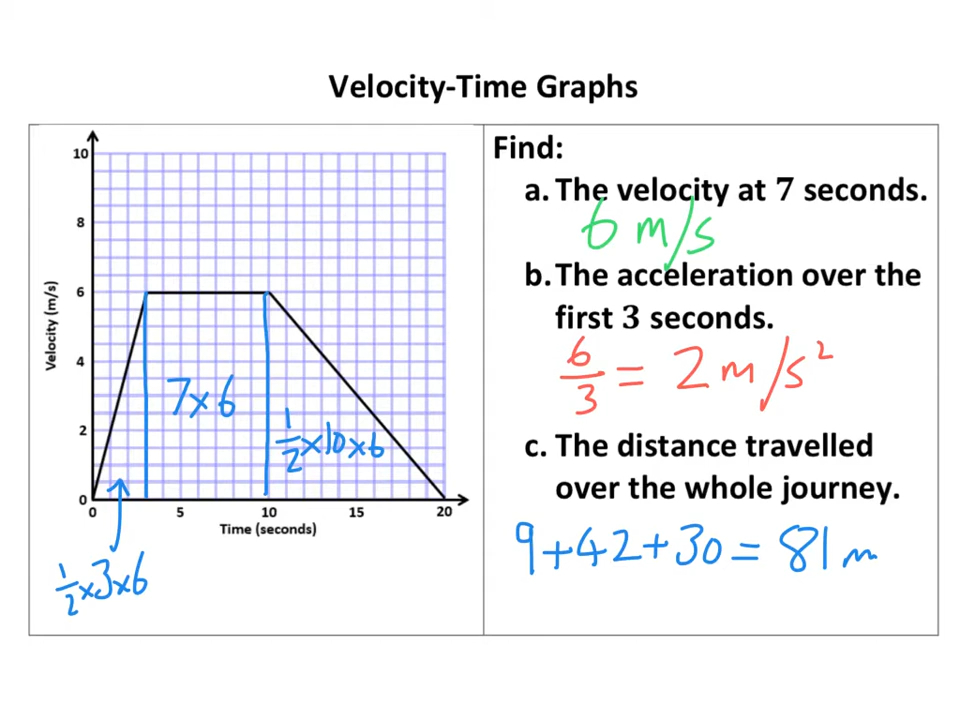 Velocity-Time Graphs
10
8
6
4
2
0
Velocity (m/s)
0 5 10 15 20
Time (seconds)
7×6
1/2×10×6
1/2×3×6
Find:
a. The velocity at 7 seconds.
6 m/s
b. The acceleration over the
first 3 seconds.
6/3 = 2 m/s²
c. The distance travelled
over the whole journey.
9+42+30=81 m